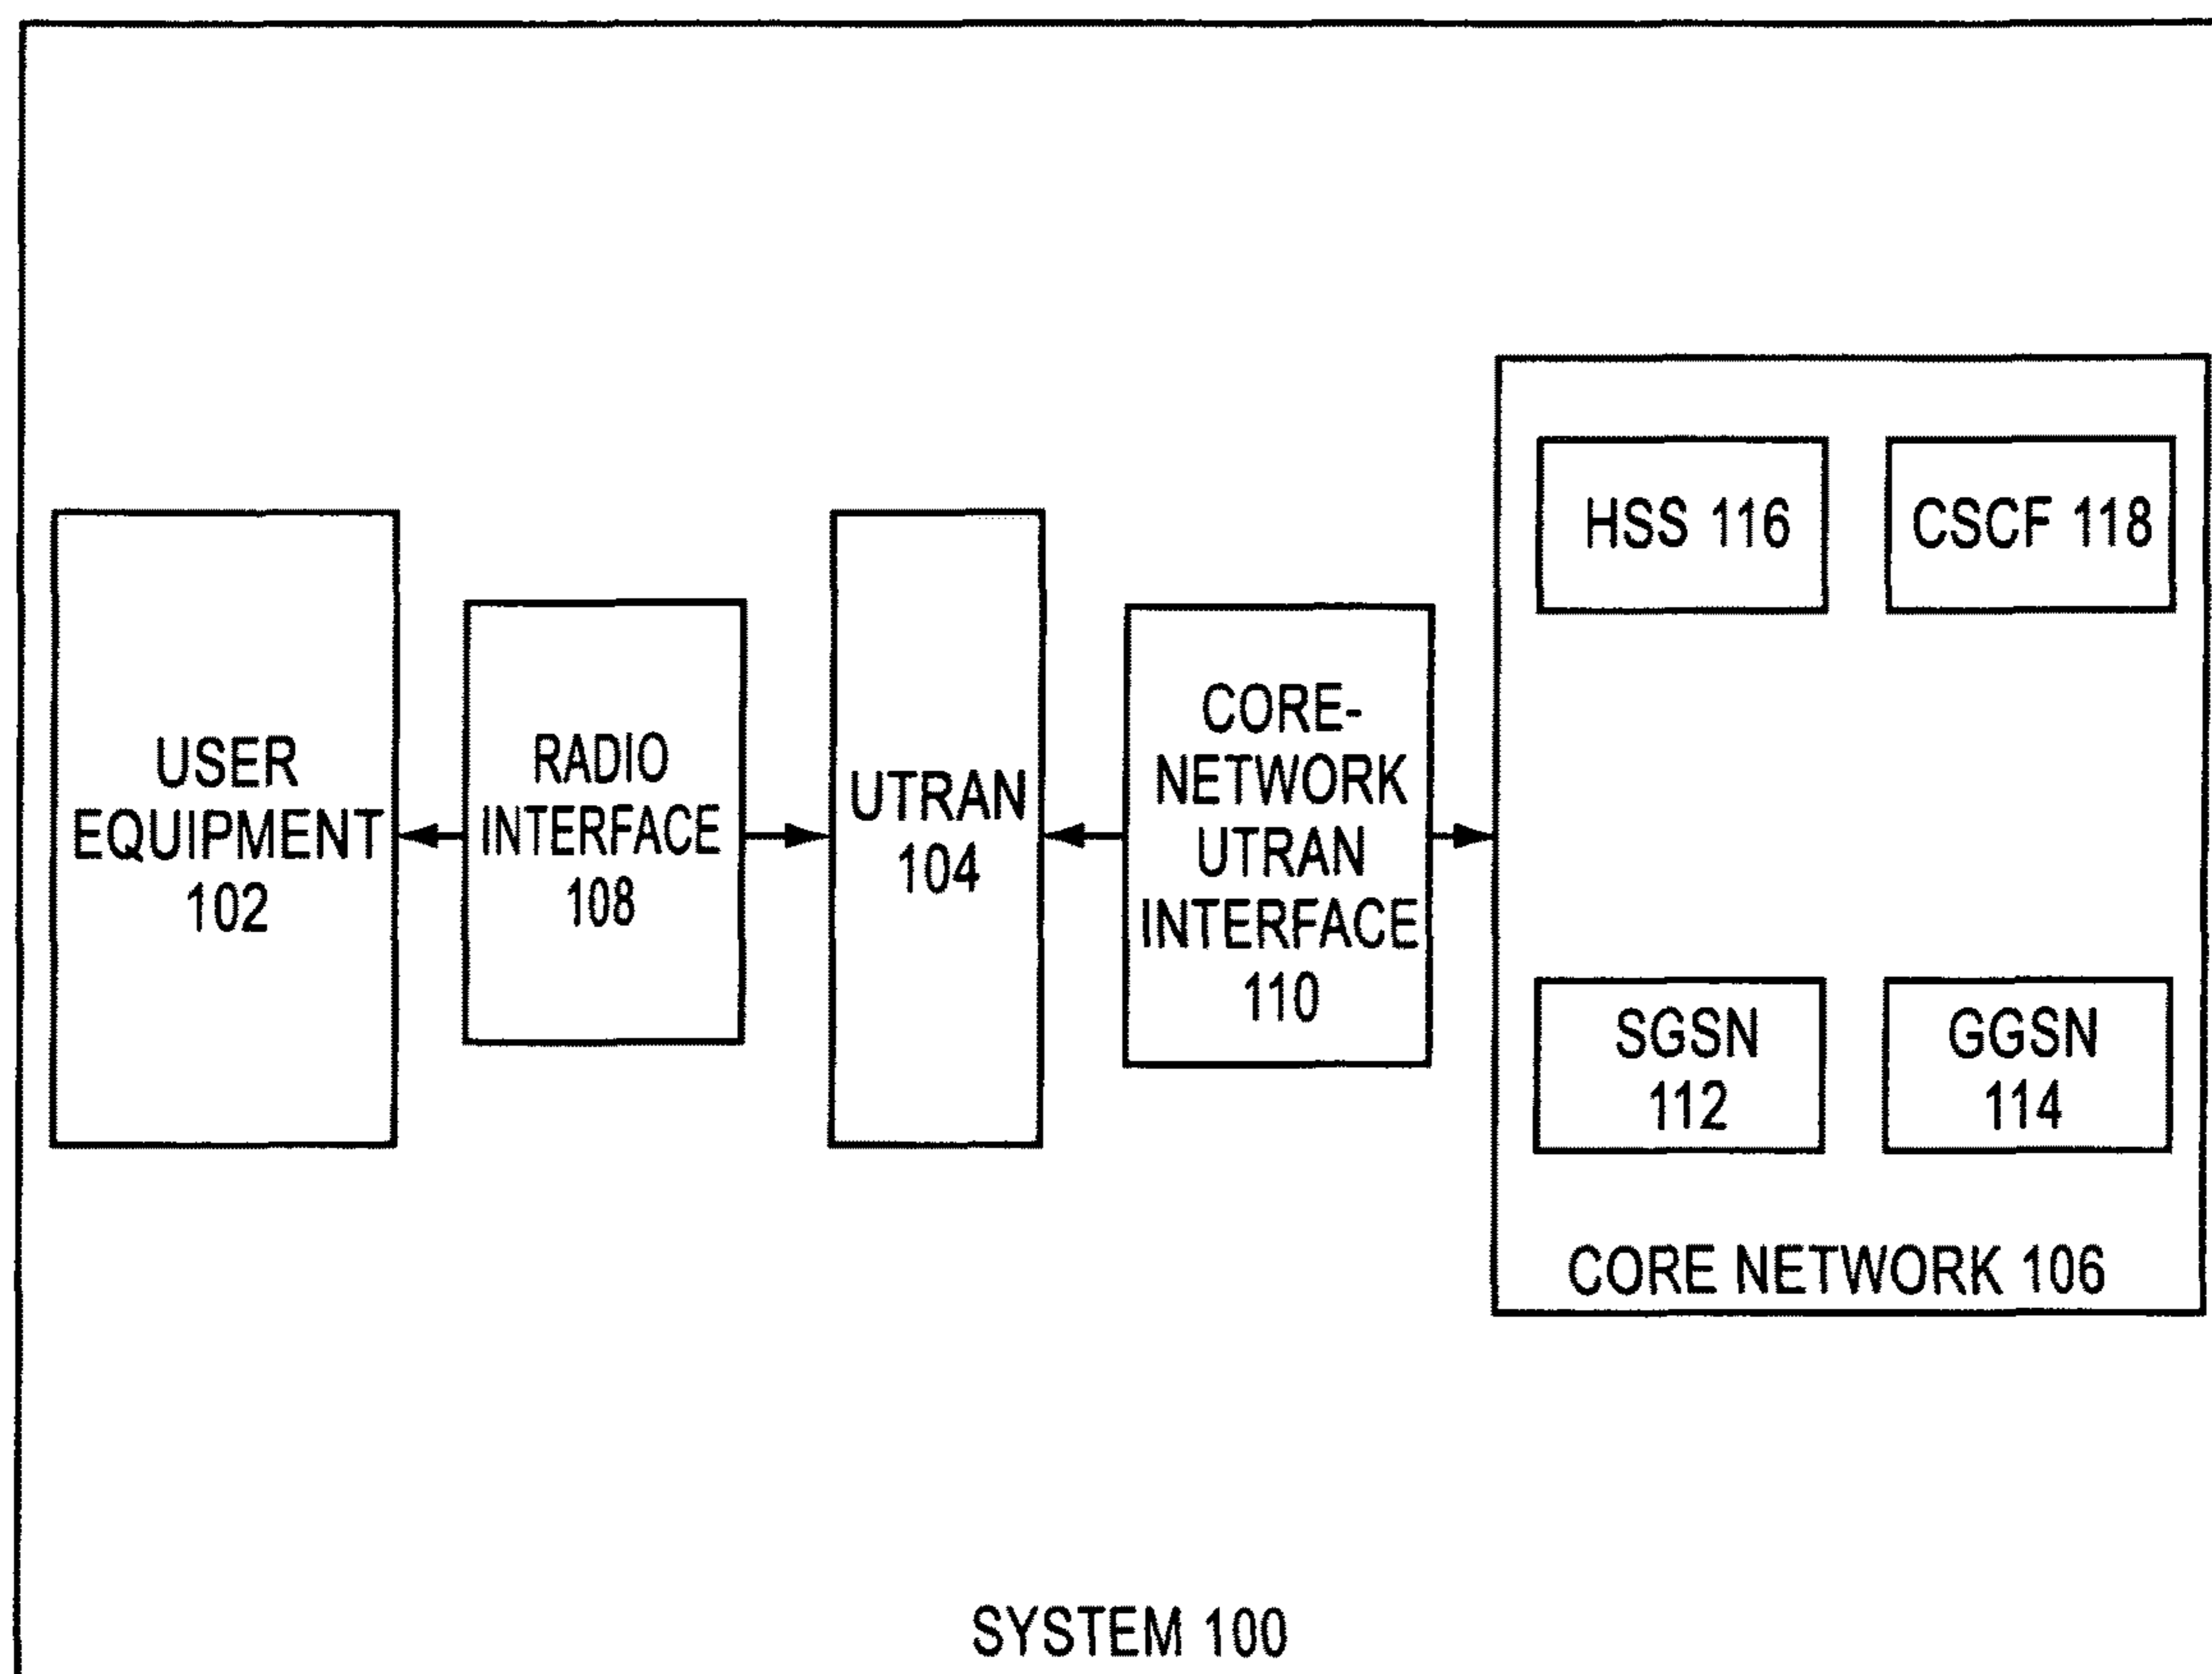 USER
EQUIPMENT
102
RADIO
INTERFACE
108
UTRAN
104
CORE-
NETWORK
UTRAN
INTERFACE
110
HSS 116
CSCF 118
SGSN
112
GGSN
114
CORE NETWORK 106
SYSTEM 100